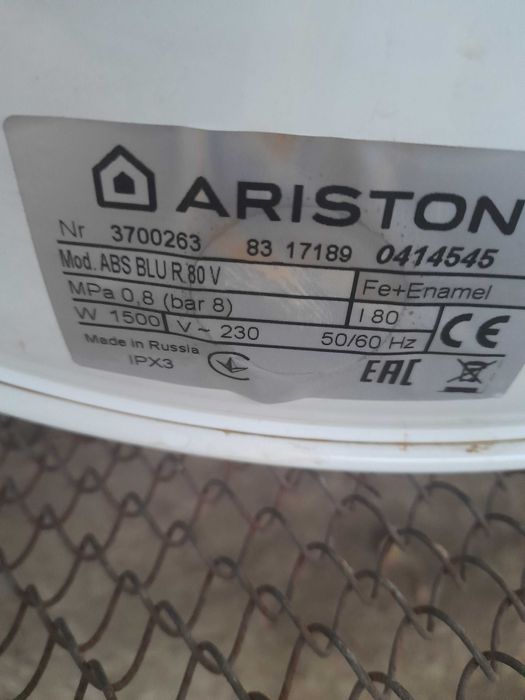 ARISTON
Nr 3700263 83 17189 0414545
Mod. ABS BLU R 80 V
Fe+Enamel
MPa 0,8 (bar 8)
l 80
W 1500 V~ 230 50/60 Hz
CE
Made in Russia
IPX3
EAC